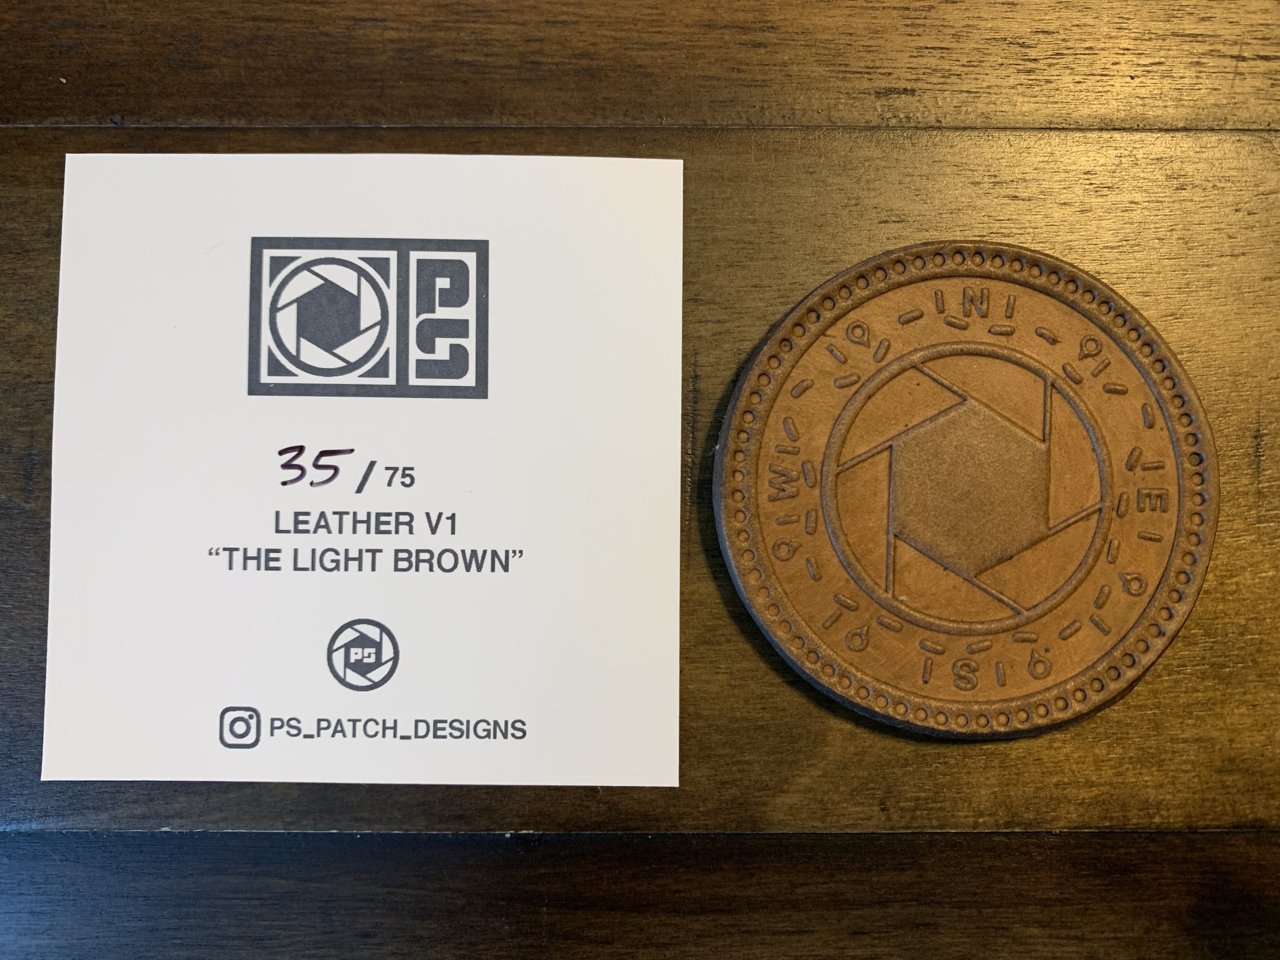 PS
35/75
LEATHER V1
“THE LIGHT BROWN”
PS
PS_PATCH_DESIGNS
N
E
S
W